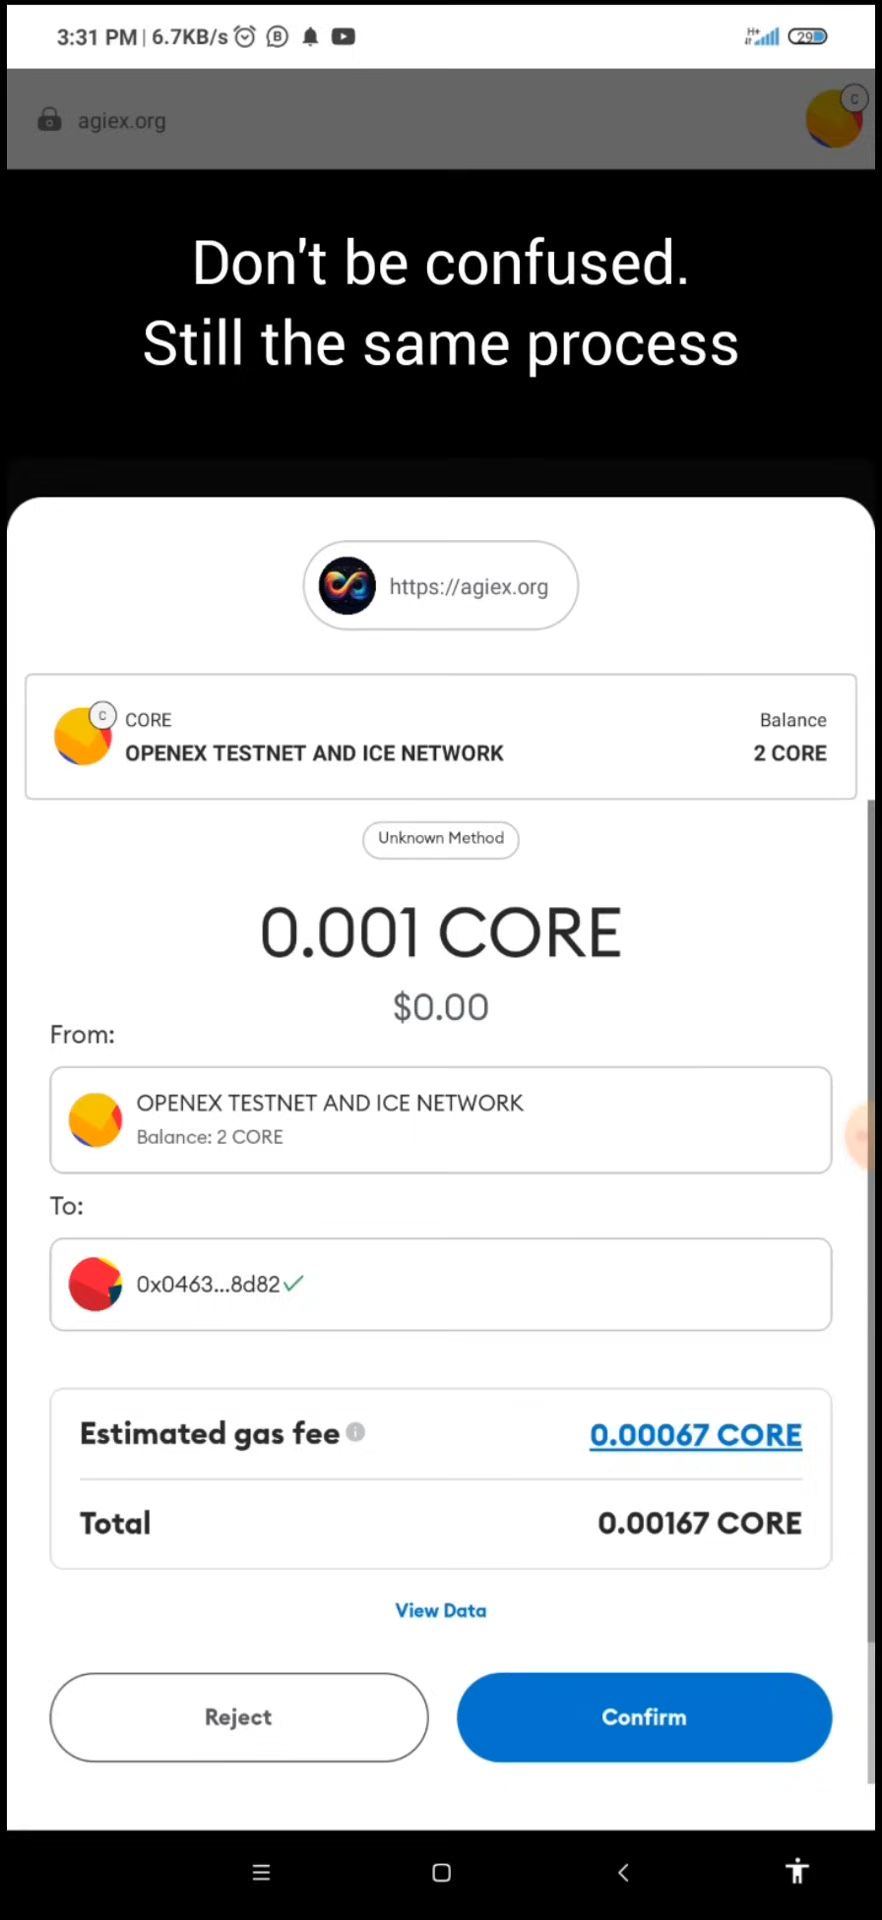 3:31 PM | 6.7KB/s
H+
29
agiex.org
C
Don't be confused.
Still the same process
https://agiex.org
C
CORE
Balance
OPENEX TESTNET AND ICE NETWORK
2 CORE
Unknown Method
0.001 CORE
$0.00
From:
OPENEX TESTNET AND ICE NETWORK
Balance: 2 CORE
To:
0x0463...8d82
Estimated gas fee
0.00067 CORE
Total
0.00167 CORE
View Data
Reject
Confirm